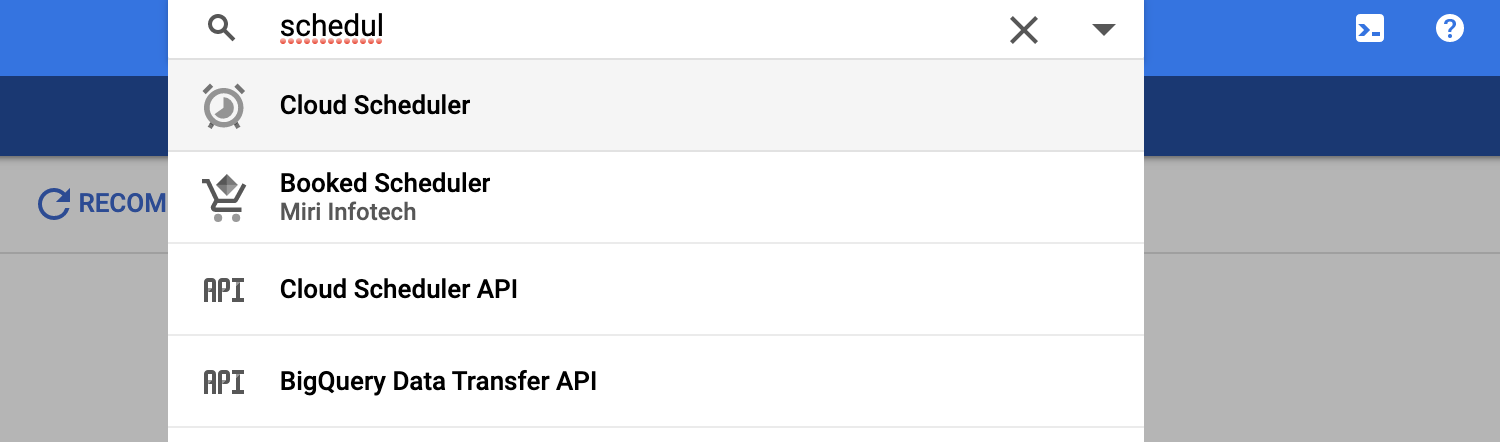 schedul
Cloud Scheduler
Booked Scheduler
Miri Infotech
RECOM
API Cloud Scheduler API
API BigQuery Data Transfer API